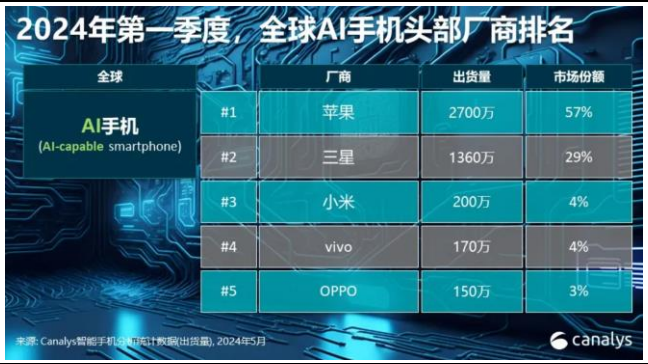 2024年第一季度，全球AI手机头部厂商排名
全球 厂商 出货量 市场份额
AI手机
(AI-capable smartphone)
#1 苹果 2700万 57%
#2 三星 1360万 29%
#3 小米 200万 4%
#4 vivo 170万 4%
#5 OPPO 150万 3%
来源: Canalys智能手机分析统计数据(出货量), 2024年5月
canalys